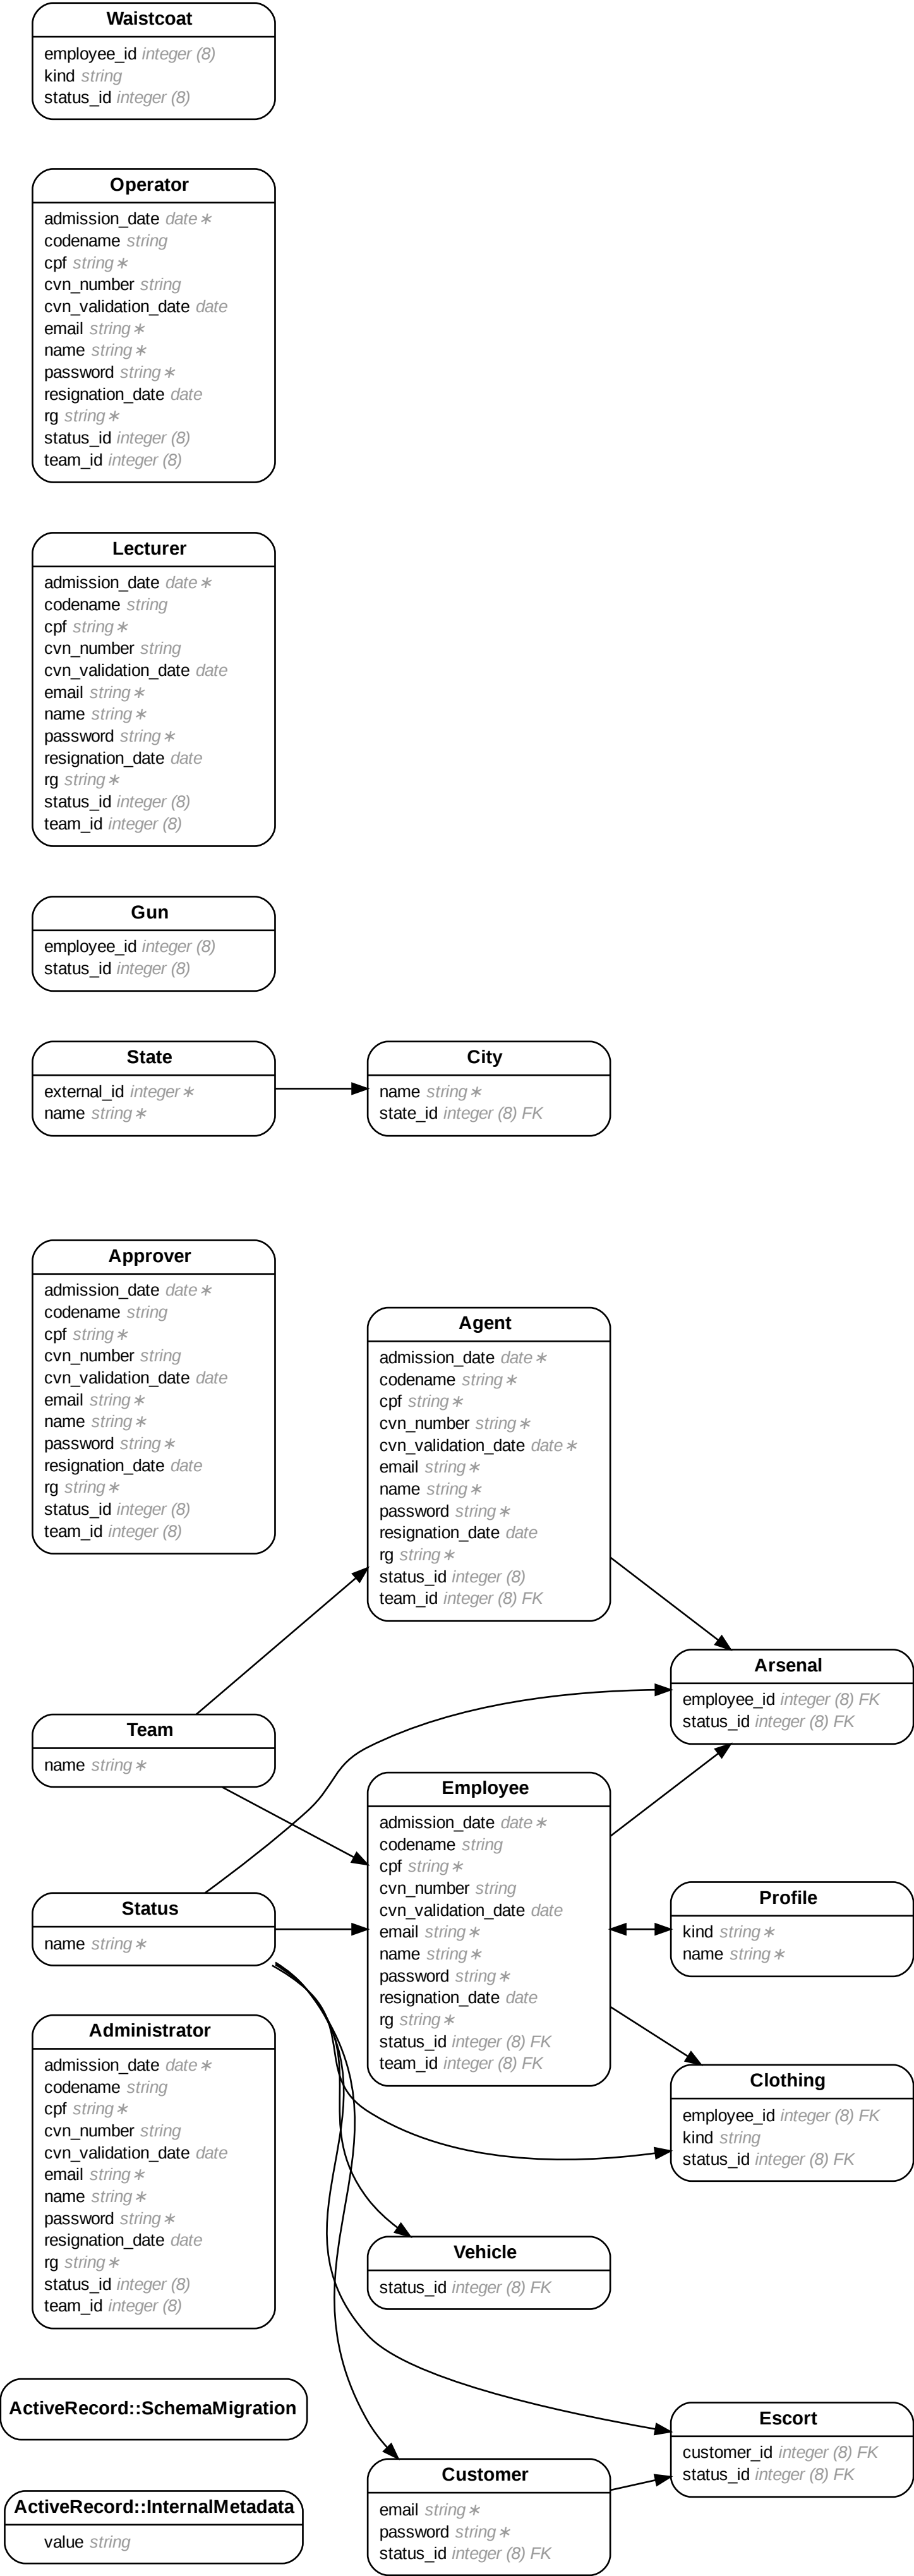 Waistcoat
employee_id integer (8)
kind string
status_id integer (8)
Operator
admission_date date ∗
codename string
cpf string ∗
cvn_number string
cvn_validation_date date
email string ∗
name string ∗
password string ∗
resignation_date date
rg string ∗
status_id integer (8)
team_id integer (8)
Lecturer
admission_date date ∗
codename string
cpf string ∗
cvn_number string
cvn_validation_date date
email string ∗
name string ∗
password string ∗
resignation_date date
rg string ∗
status_id integer (8)
team_id integer (8)
Gun
employee_id integer (8)
status_id integer (8)
State
external_id integer ∗
name string ∗
City
name string ∗
state_id integer (8) FK
Approver
admission_date date ∗
codename string
cpf string ∗
cvn_number string
cvn_validation_date date
email string ∗
name string ∗
password string ∗
resignation_date date
rg string ∗
status_id integer (8)
team_id integer (8)
Agent
admission_date date ∗
codename string ∗
cpf string ∗
cvn_number string ∗
cvn_validation_date date ∗
email string ∗
name string ∗
password string ∗
resignation_date date
rg string ∗
status_id integer (8)
team_id integer (8) FK
Arsenal
employee_id integer (8) FK
status_id integer (8) FK
Team
name string ∗
Employee
admission_date date ∗
codename string
cpf string ∗
cvn_number string
cvn_validation_date date
email string ∗
name string ∗
password string ∗
resignation_date date
rg string ∗
status_id integer (8) FK
team_id integer (8) FK
Status
name string ∗
Profile
kind string ∗
name string ∗
Administrator
admission_date date ∗
codename string
cpf string ∗
cvn_number string
cvn_validation_date date
email string ∗
name string ∗
password string ∗
resignation_date date
rg string ∗
status_id integer (8)
team_id integer (8)
Clothing
employee_id integer (8) FK
kind string
status_id integer (8) FK
Vehicle
status_id integer (8) FK
ActiveRecord::SchemaMigration
Escort
customer_id integer (8) FK
status_id integer (8) FK
Customer
email string ∗
password string ∗
status_id integer (8) FK
ActiveRecord::InternalMetadata
value string